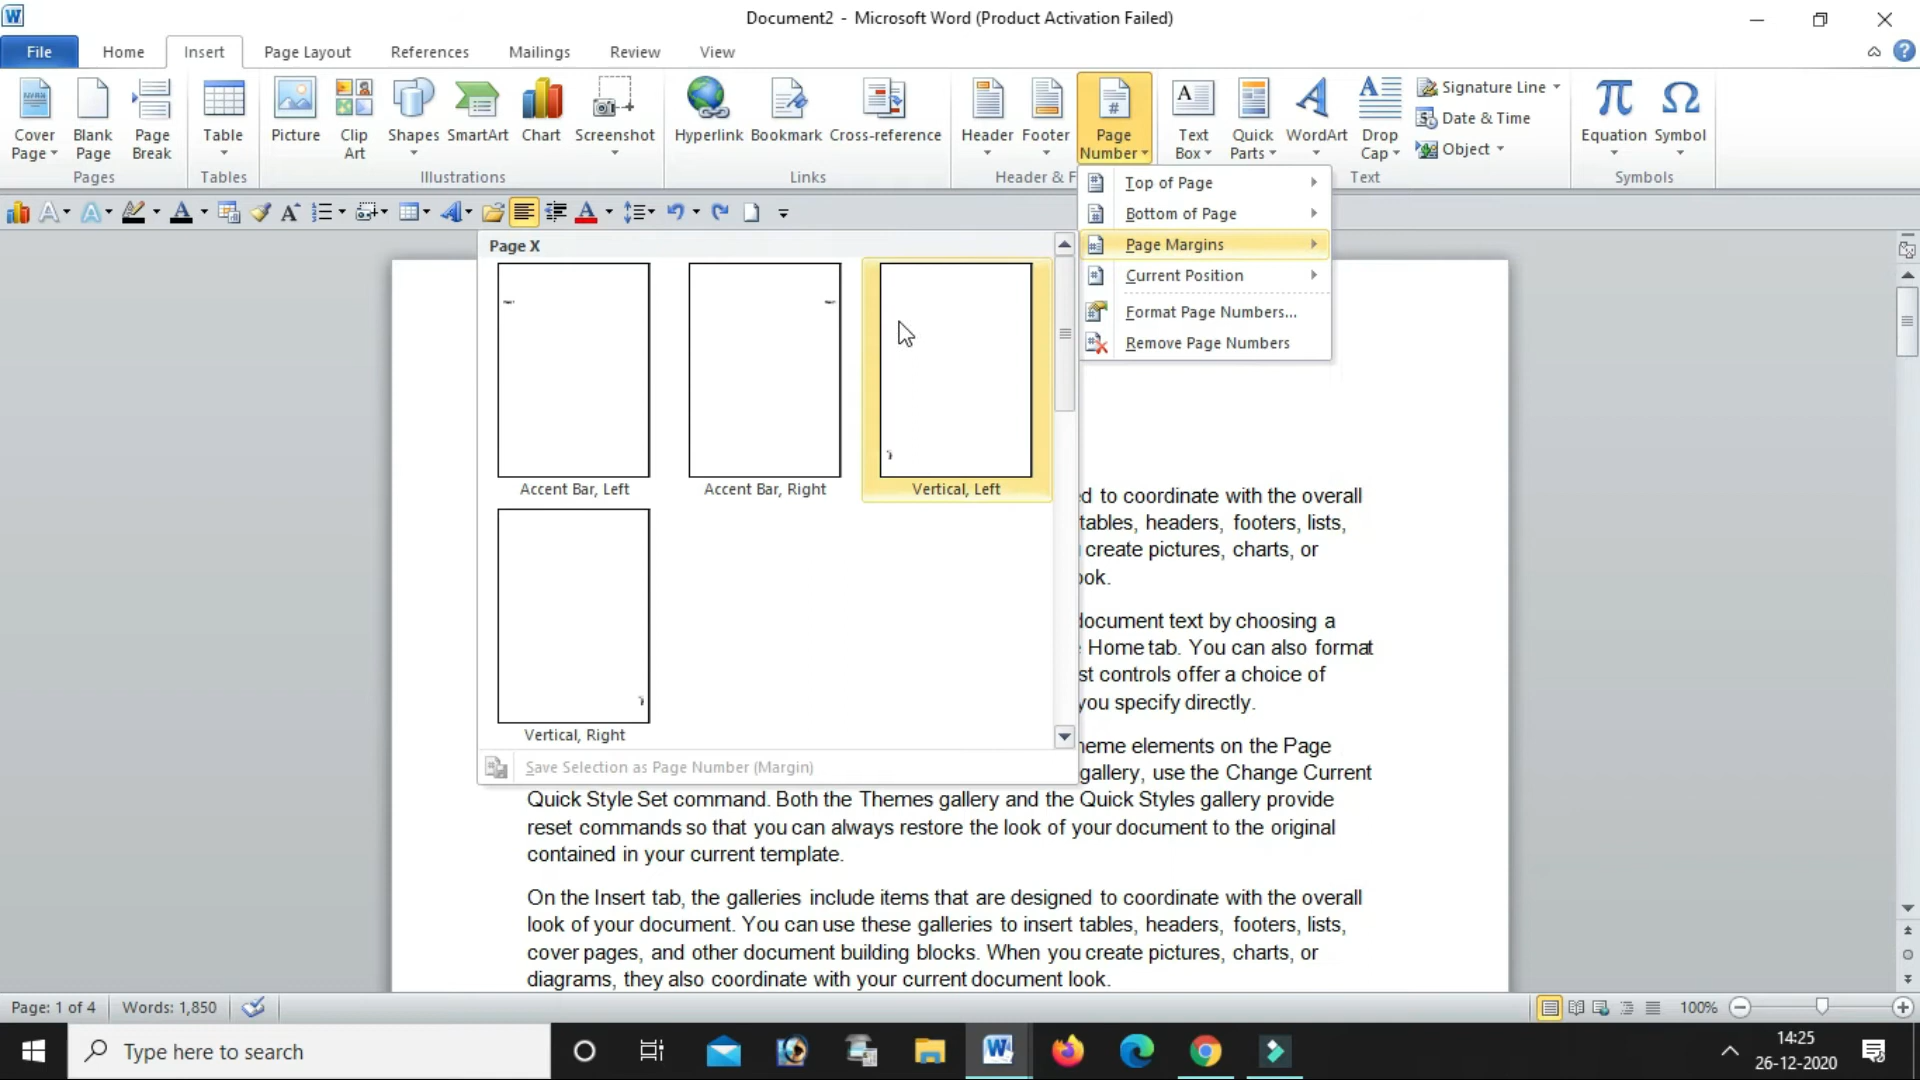 Document2 - Microsoft Word (Product Activation Failed)
File Home Insert Page Layout References Mailings Review View
Cover Page
Blank Page
Page Break
Table
Picture
Clip Art
Shapes
SmartArt
Chart
Screenshot
Hyperlink
Bookmark
Cross-reference
Header
Footer
Page Number
Text Box
Quick Parts
WordArt
Drop Cap
Signature Line
Date & Time
Object
Equation
Symbol
Pages Tables Illustrations Links Header & F Text Symbols
Top of Page
Bottom of Page
Page Margins
Current Position
Format Page Numbers...
Remove Page Numbers
Page X
Accent Bar, Left
Accent Bar, Right
Vertical, Left
Vertical, Right
Save Selection as Page Number (Margin)
d to coordinate with the overall
tables, headers, footers, lists,
create pictures, charts, or
ook.
document text by choosing a
Home tab. You can also format
st controls offer a choice of
you specify directly.
heme elements on the Page
gallery, use the Change Current
Quick Style Set command. Both the Themes gallery and the Quick Styles gallery provide
reset commands so that you can always restore the look of your document to the original
contained in your current template.
On the Insert tab, the galleries include items that are designed to coordinate with the overall
look of your document. You can use these galleries to insert tables, headers, footers, lists,
cover pages, and other document building blocks. When you create pictures, charts, or
diagrams, they also coordinate with your current document look.
Page: 1 of 4 Words: 1,850 100%
Type here to search
14:25
26-12-2020